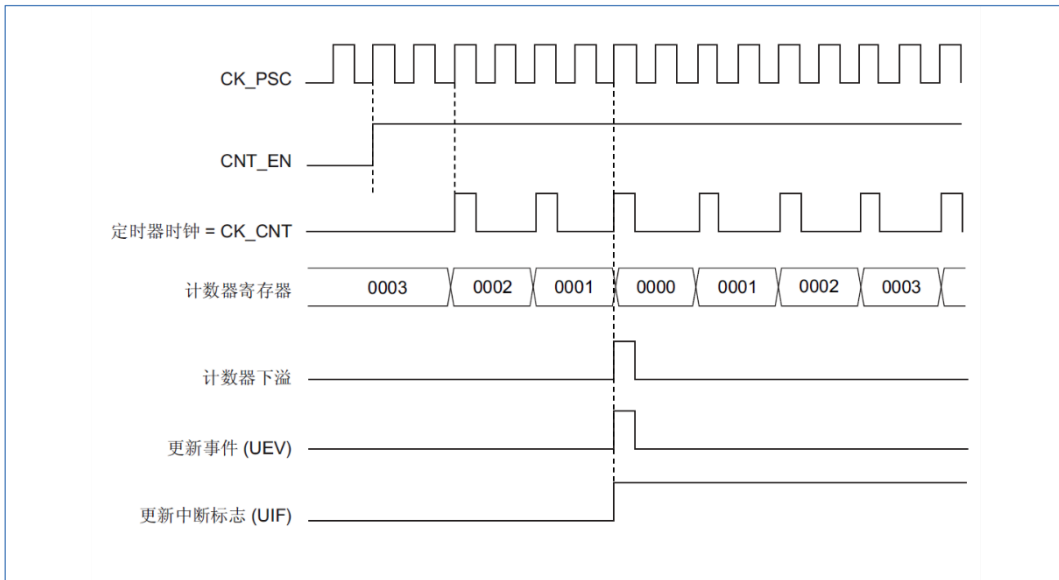 CK_PSC
CNT_EN
定时器时钟 = CK_CNT
计数器寄存器 0003 0002 0001 0000 0001 0002 0003
计数器下溢
更新事件 (UEV)
更新中断标志 (UIF)